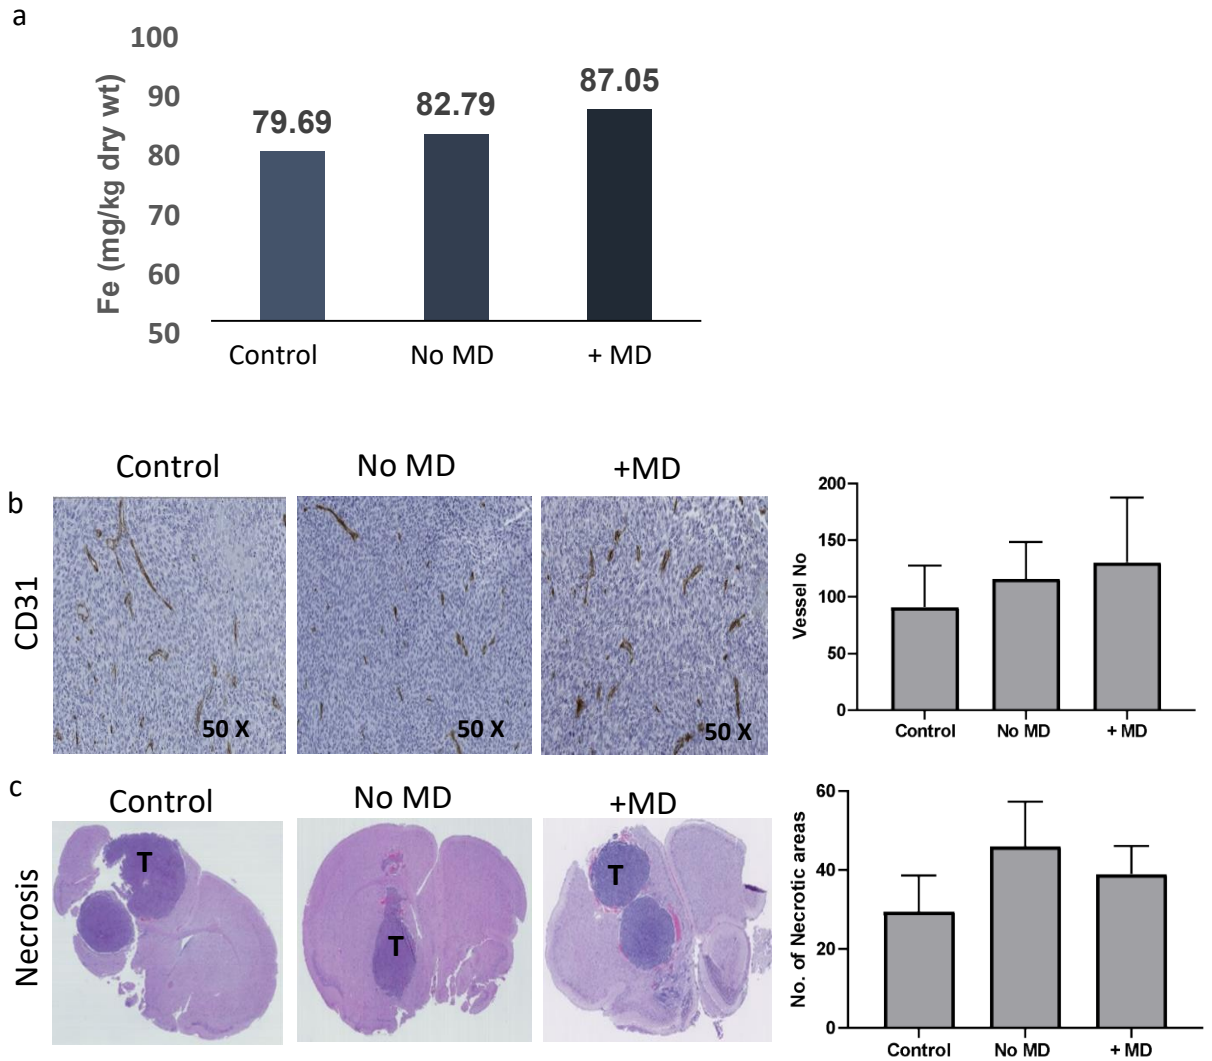 a
Fe (mg/kg dry wt)
100
90
80
70
60
50
79.69
82.79
87.05
Control
No MD
+ MD
b
Control
No MD
+MD
CD31
50 X
50 X
50 X
Vessel No
200
150
100
50
0
Control
No MD
+ MD
c
Control
No MD
+MD
Necrosis
T
T
T
No. of Necrotic areas
60
40
20
0
Control
No MD
+ MD